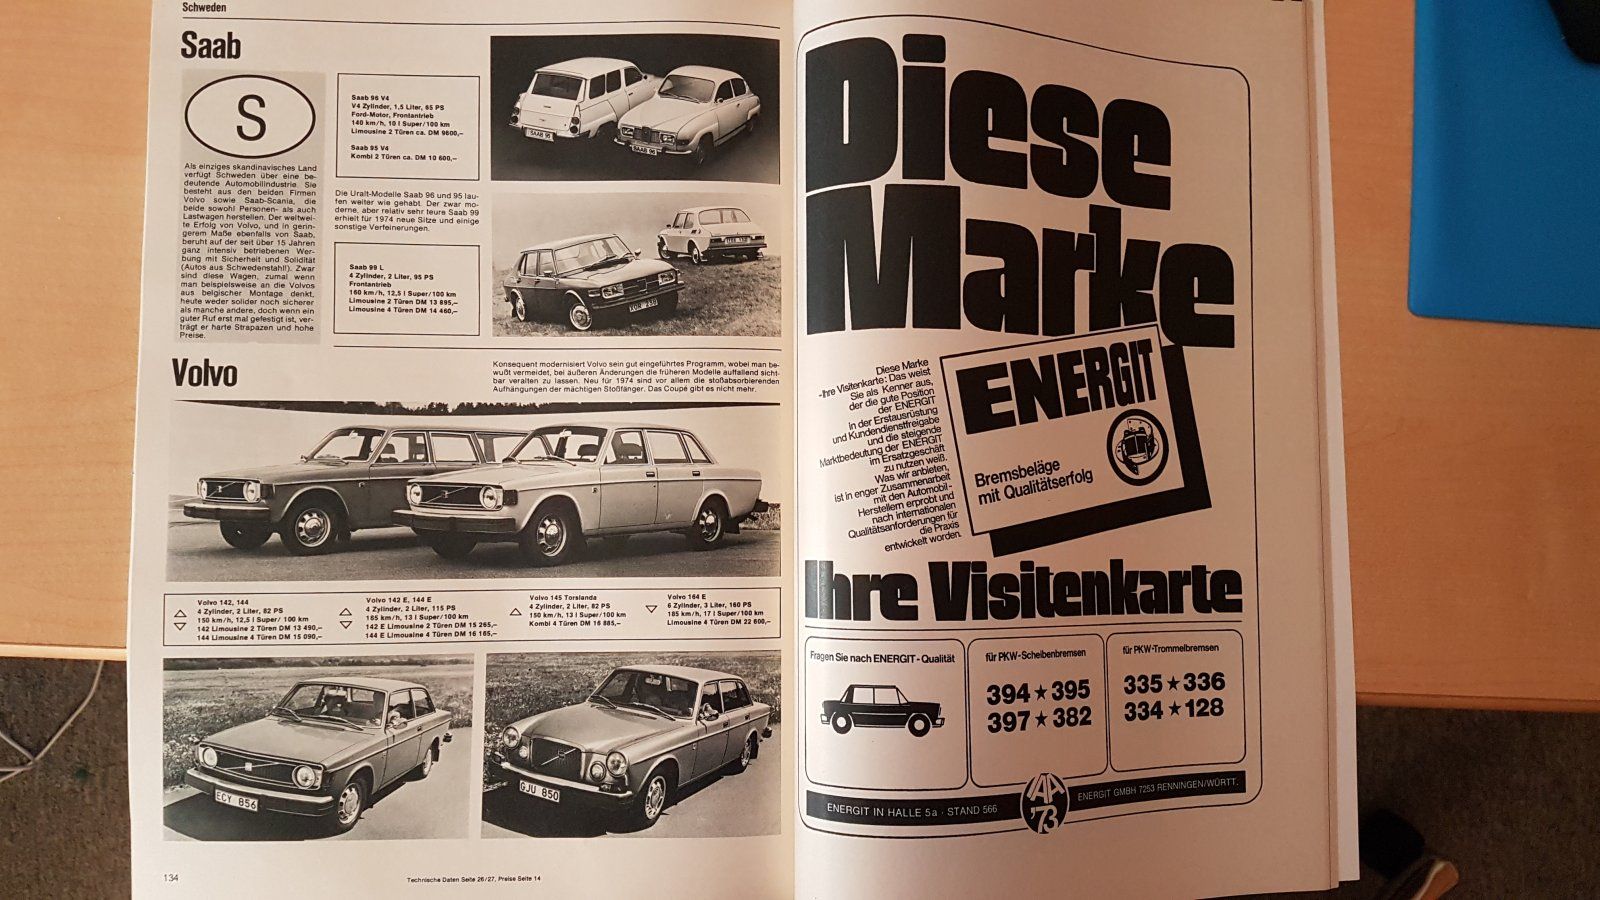 Schweden
Saab
S
Als einziges skandinavisches Land
verfügt Schweden über eine be-
deutende Automobilindustrie. Sie
besteht aus den beiden Firmen
Volvo sowie Saab-Scania, die
beide sowohl Personen- als auch
Lastwagen herstellen. Der weltwei-
te Erfolg von Volvo, und in gerin-
gerem Maße ebenfalls von Saab,
beruht auf der seit über 15 Jahren
ganz intensiv betriebenen Wer-
bung mit Sicherheit und Solidität
(Autos aus Schwedenstahl). Zwar
sind diese Wagen, zumal wenn
man beispielsweise an die Volvos
aus belgischer Montage denkt,
heute weder solider noch sicherer
als manche andere, doch wenn ein
guter Ruf erst mal gefestigt ist, ver-
trägt er harte Strapazen und hohe
Preise.
Saab 96 V4
V4 Zylinder, 1,5 Liter, 65 PS
Ford-Motor, Frontantrieb
140 km/h, 10 l Super/100 km
Limousine 2 Türen ca. DM 9800,–
Saab 95 V4
Kombi 2 Türen ca. DM 10 600,–
Die Uralt-Modelle Saab 96 und 95 lau-
fen weiter wie gehabt. Der zwar mo-
derne, aber relativ sehr teure Saab 99
erhielt für 1974 neue Sitze und einige
sonstige Verfeinerungen.
Saab 99 L
4 Zylinder, 2 Liter, 95 PS
Frontantrieb
160 km/h, 12,5 l Super/100 km
Limousine 2 Türen DM 13 895,–
Limousine 4 Türen DM 14 460,–
SAAB 95
SAAB 96
Volvo
Konsequent modernisiert Volvo sein gut eingeführtes Programm, wobei man be-
wußt vermeidet, bei äußeren Änderungen die früheren Modelle auffallend sicht-
bar veralten zu lassen. Neu für 1974 sind vor allem die stoßabsorbierenden
Aufhängungen der mächtigen Stoßfänger. Das Coupé gibt es nicht mehr.
Volvo 142, 144
4 Zylinder, 2 Liter, 82 PS
150 km/h, 12,5 l Super/ 100 km
142 Limousine 2 Türen DM 13 490,–
144 Limousine 4 Türen DM 15 090,–
Volvo 142 E, 144 E
4 Zylinder, 2 Liter, 115 PS
165 km/h, 13 l Super/100 km
142 E Limousine 2 Türen DM 15 265,–
144 E Limousine 4 Türen DM 16 165,–
Volvo 145 Torslanda
4 Zylinder, 2 Liter, 82 PS
150 km/h, 13 l Super/100 km
Kombi 4 Türen DM 16 885,–
Volvo 164 E
6 Zylinder, 3 Liter, 160 PS
185 km/h, 17 l Super/100 km
Limousine 4 Türen DM 22 600,–
ECY 856
GJU 850
134
Technische Daten Seite 26/27, Preise Seite 14
Diese
Marke
Diese Marke
-Ihre Visitenkarte: Das weist
Sie als Kenner aus,
der die gute Position
der ENERGIT
in der Erstausrüstung
und Kundendienstfreigabe
und die steigende
Marktbedeutung der ENERGIT
im Ersatzgeschäft
zu nutzen weiß.
Was wir anbieten,
ist in enger Zusammenarbeit
mit den Automobil-
Herstellern erprobt und
nach internationalen
Qualitätsanforderungen für
die Praxis
entwickelt worden.
ENERGIT
Bremsbeläge
mit Qualitätserfolg
Ihre Visitenkarte
Fragen Sie nach ENERGIT-Qualität
für PKW-Scheibenbremsen
394 ★ 395
397 ★ 382
für PKW-Trommelbremsen
335 ★ 336
334 ★ 128
ENERGIT IN HALLE 5a · STAND 566
IAA
'73
ENERGIT GMBH 7253 RENNINGEN/WÜRTT.